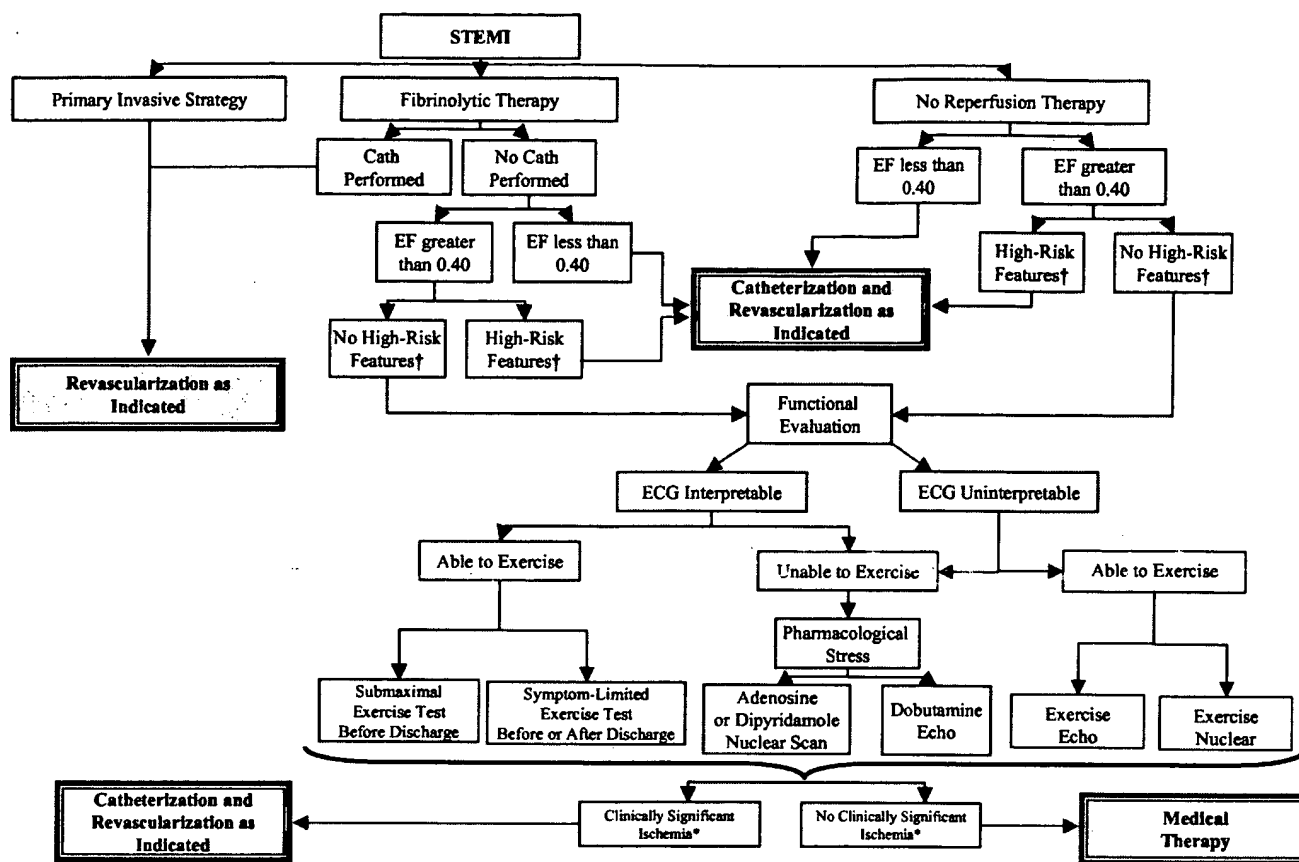 STEMI
Primary Invasive Strategy
Fibrinolytic Therapy
No Reperfusion Therapy
Cath
Performed
No Cath
Performed
EF less than
0.40
EF greater
than 0.40
EF greater
than 0.40
EF less than
0.40
High-Risk
Features†
No High-Risk
Features†
Catheterization and
Revascularization as
Indicated
No High-Risk
Features†
High-Risk
Features†
Revascularization as
Indicated
Functional
Evaluation
ECG Interpretable
ECG Uninterpretable
Able to Exercise
Unable to Exercise
Able to Exercise
Pharmacological
Stress
Submaximal
Exercise Test
Before Discharge
Symptom-Limited
Exercise Test
Before or After Discharge
Adenosine
or Dipyridamole
Nuclear Scan
Dobutamine
Echo
Exercise
Echo
Exercise
Nuclear
Catheterization and
Revascularization as
Indicated
Clinically Significant
Ischemia*
No Clinically Significant
Ischemia*
Medical
Therapy